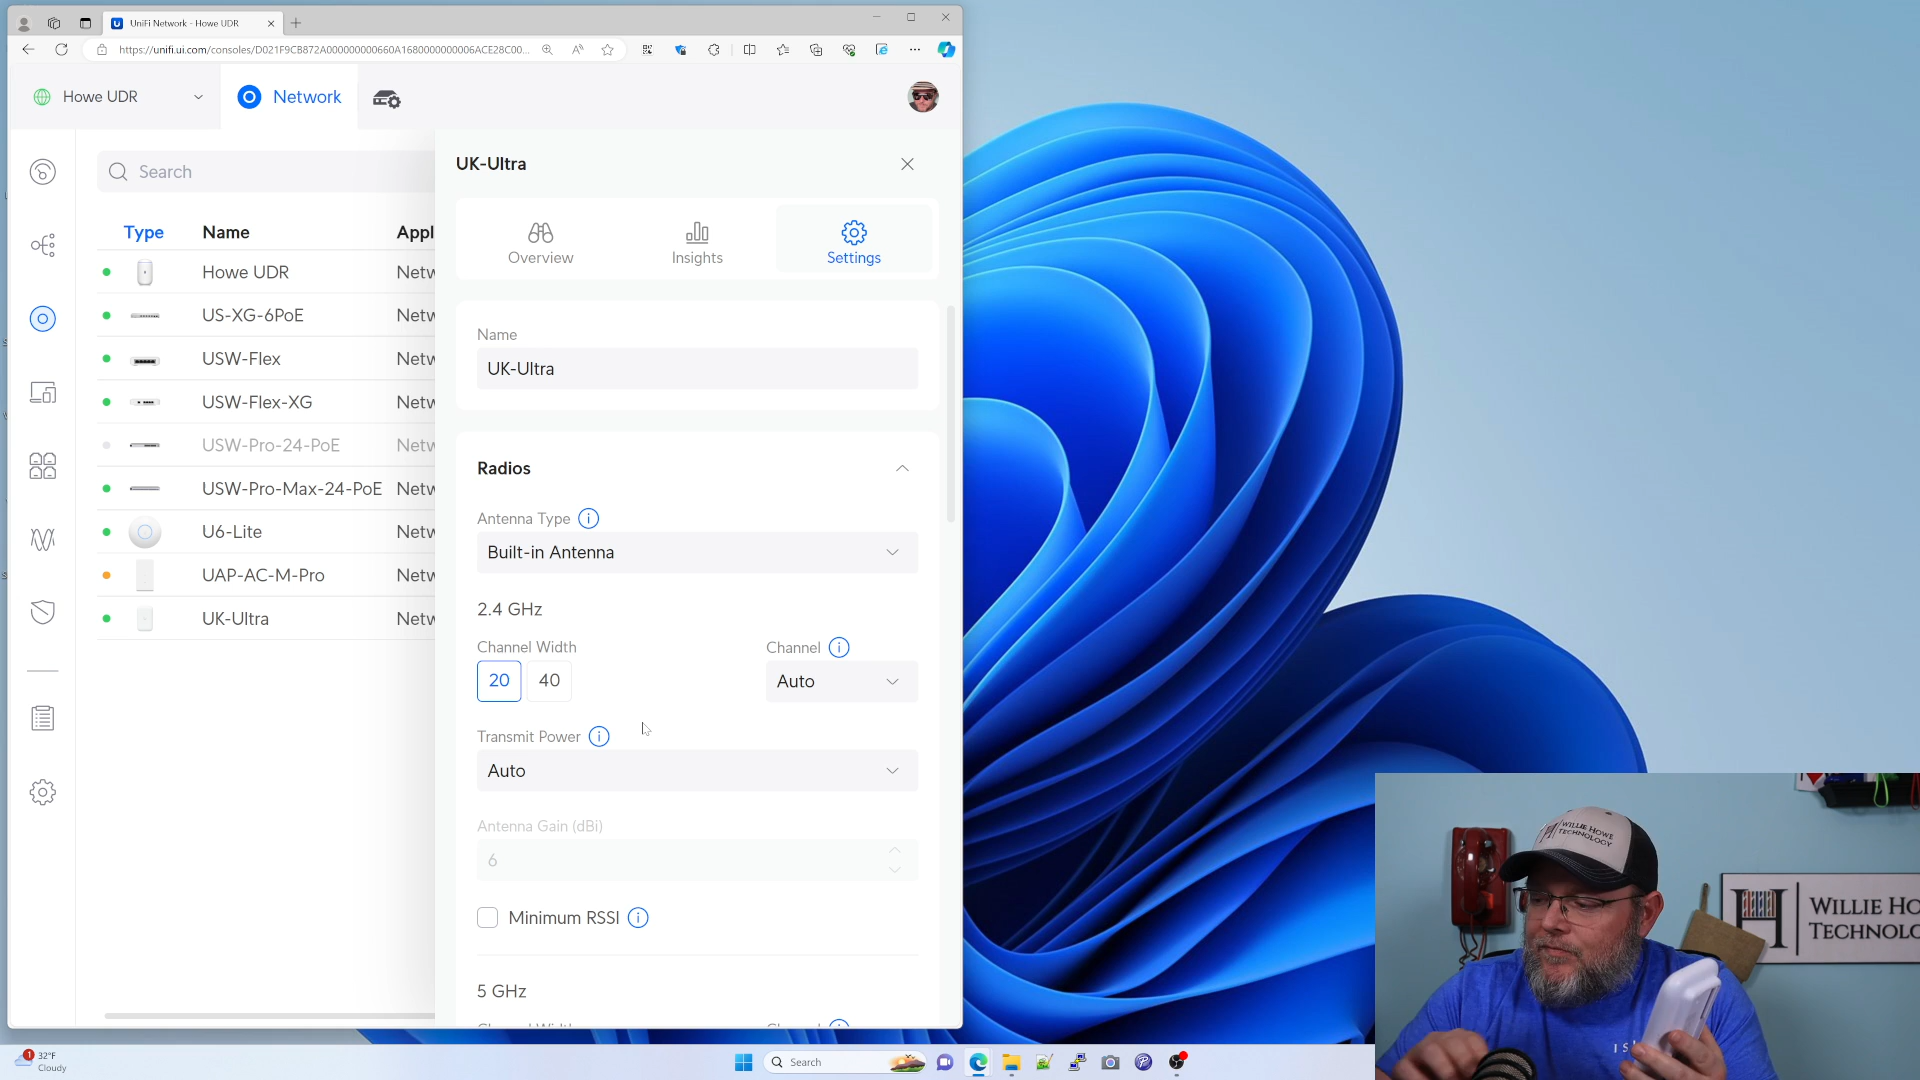 UniFi Network - Howe UDR
https://unifi.ui.com/consoles/D021F9CB872A000000000660A1680000000006ACE28C00...
Howe UDR
Network
Search
Type Name Appl
Howe UDR Netw
US-XG-6PoE Netw
USW-Flex Netw
USW-Flex-XG Netw
USW-Pro-24-PoE Netw
USW-Pro-Max-24-PoE Netw
U6-Lite Netw
UAP-AC-M-Pro Netw
UK-Ultra Netw
UK-Ultra
Overview
Insights
Settings
Name
UK-Ultra
Radios
Antenna Type
Built-in Antenna
2.4 GHz
Channel Width
Channel
20 40
Auto
Transmit Power
Auto
Antenna Gain (dBi)
6
Minimum RSSI
5 GHz
WILLIE HOWE
TECHNOLOGY
WILLIE HO
TECHNOLO
1
32°F
Cloudy
Search